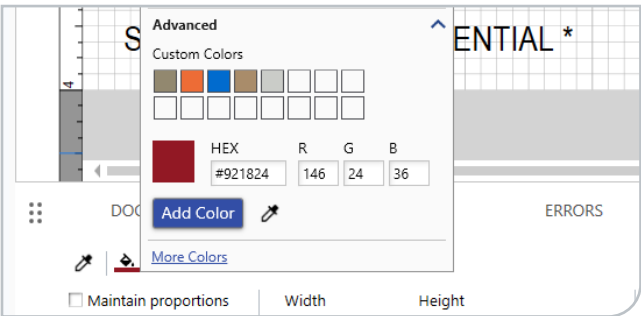 Advanced
S
ENTIAL *
Custom Colors
4
HEX R G B
#921824 146 24 36
DOC
Add Color
ERRORS
More Colors
Maintain proportions Width Height